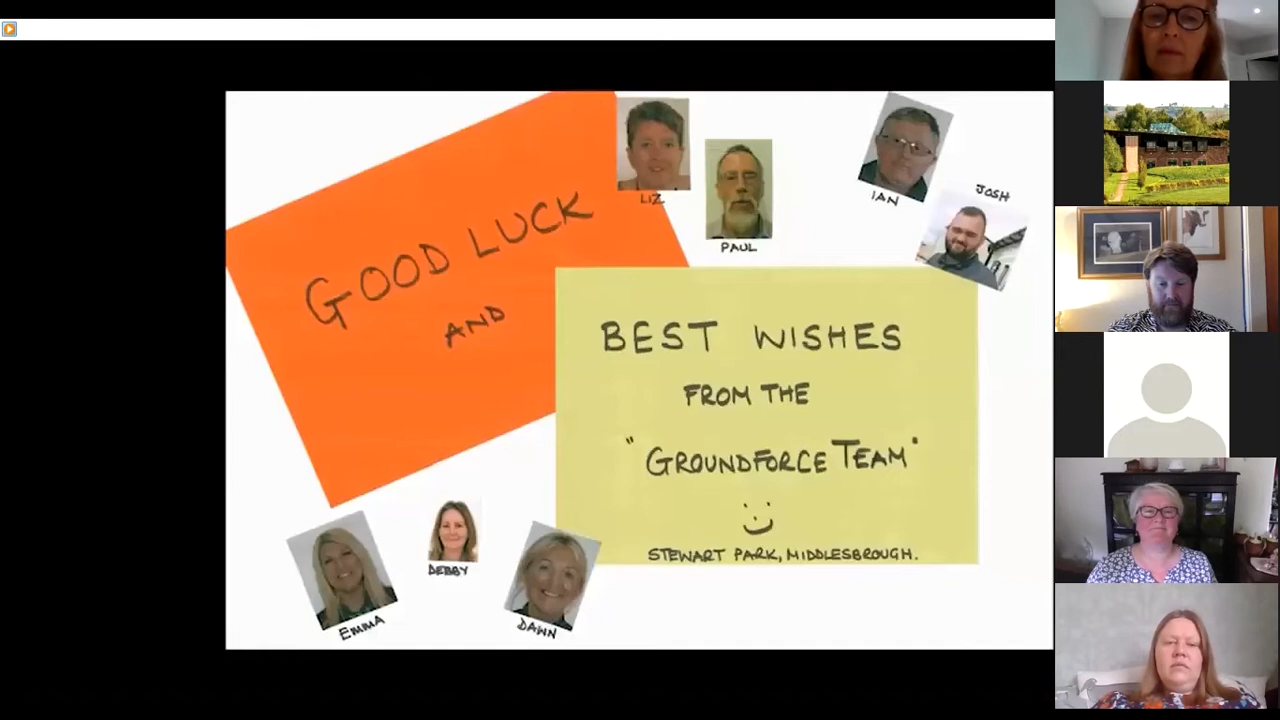 GOOD LUCK
AND
LIZ
PAUL
IAN
JOSH
BEST WISHES
FROM THE
"GROUNDFORCE TEAM"
STEWART PARK, MIDDLESBROUGH.
EMMA
DEBBY
DAWN